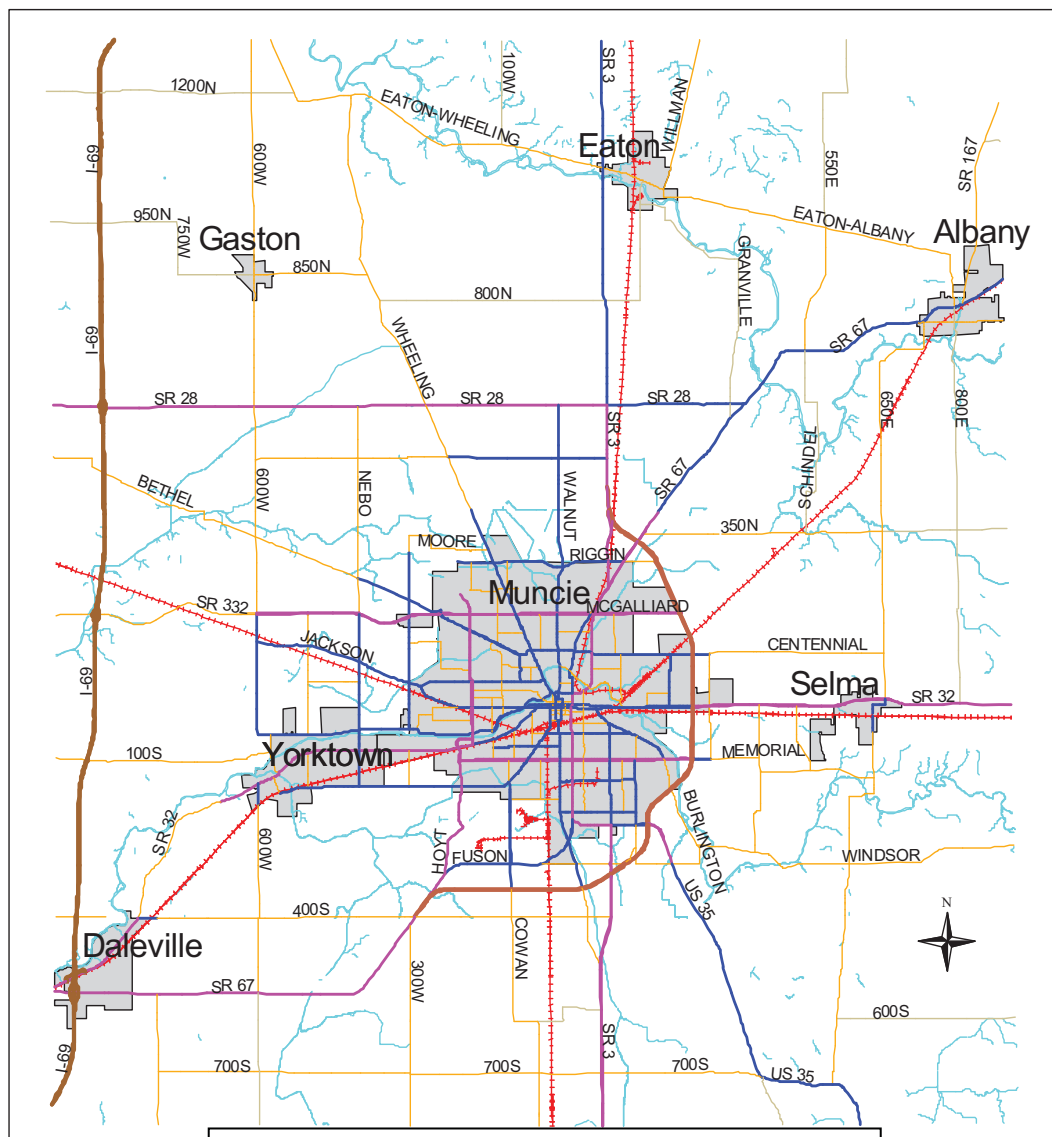 1200N
EATON-WHEELING
100W
SR 3
WILLMAN
Eaton
I-69
600W
550E
SR 167
950N
750W
Gaston
850N
800N
EATON-ALBANY
Albany
GRANVILLE
I-69
WHEELING
SR 67
SR 28
SR 28
SR 28
SR 3
650E
800E
BETHEL
600W
NEBO
WALNUT
SR 67
SCHINDEL
MOORE
RIGGIN
350N
Muncie
SR 332
MCGALLIARD
JACKSON
CENTENNIAL
I-69
Selma
SR 32
100S
Yorktown
MEMORIAL
SR 32
600W
HOYT
FUSON
BURLINGTON
WINDSOR
US 35
400S
COWAN
N
Daleville
300W
SR 67
SR 3
600S
I-69
700S
700S
700S
US 35